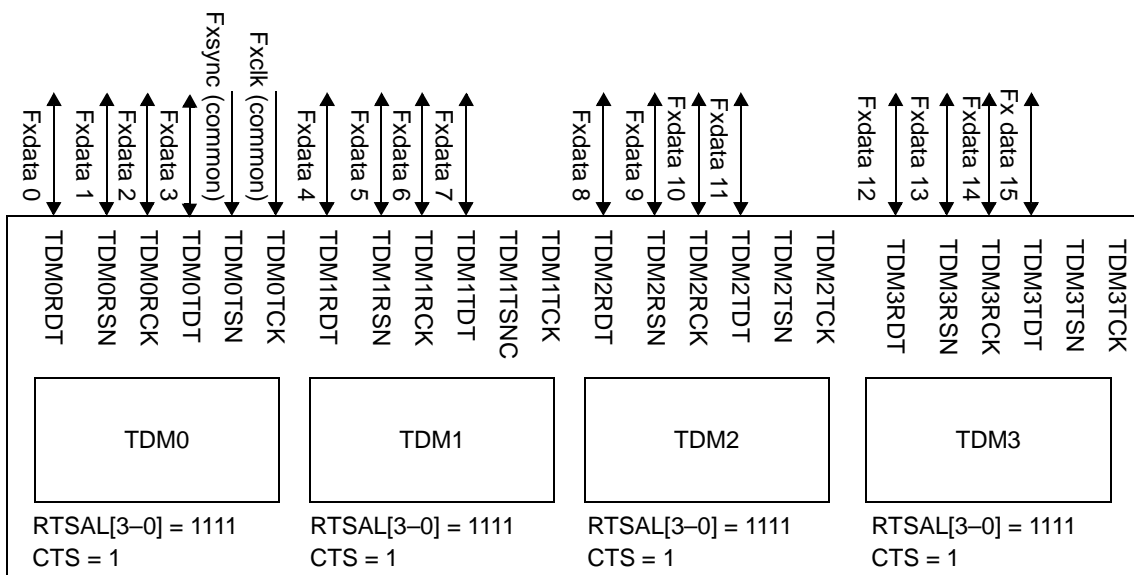 Fxdata 0
Fxdata 1
Fxdata 2
Fxdata 3
Fxsync (common)
Fxclk (common)
Fxdata 4
Fxdata 5
Fxdata 6
Fxdata 7
Fxdata 8
Fxdata 9
Fxdata 10
Fxdata 11
Fxdata 12
Fxdata 13
Fxdata 14
Fx data 15
TDM0RDT
TDM0RSN
TDM0RCK
TDM0TDT
TDM0TSN
TDM0TCK
TDM1RDT
TDM1RSN
TDM1RCK
TDM1TDT
TDM1TSNC
TDM1TCK
TDM2RDT
TDM2RSN
TDM2RCK
TDM2TDT
TDM2TSN
TDM2TCK
TDM3RDT
TDM3RSN
TDM3RCK
TDM3TDT
TDM3TSN
TDM3TCK
TDM0
TDM1
TDM2
TDM3
RTSAL[3–0] = 1111
CTS = 1
RTSAL[3–0] = 1111
CTS = 1
RTSAL[3–0] = 1111
CTS = 1
RTSAL[3–0] = 1111
CTS = 1